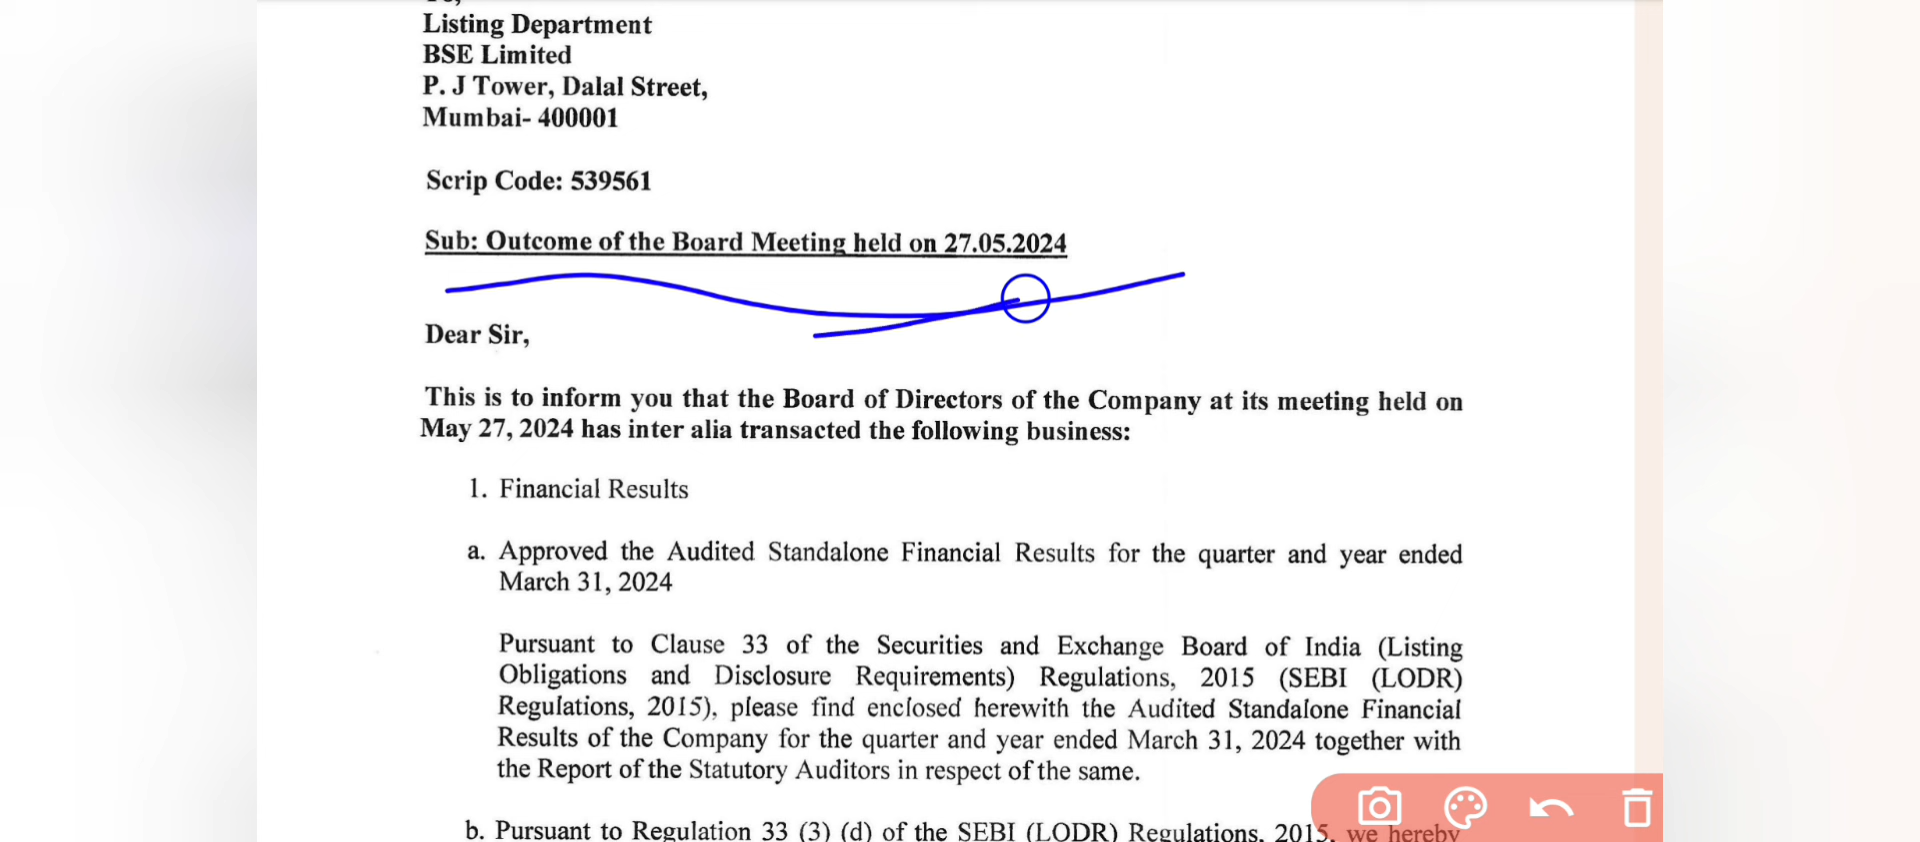 Listing Department
BSE Limited
P. J Tower, Dalal Street,
Mumbai- 400001
Scrip Code: 539561
Sub: Outcome of the Board Meeting held on 27.05.2024
Dear Sir,
This is to inform you that the Board of Directors of the Company at its meeting held on
May 27, 2024 has inter alia transacted the following business:
1. Financial Results
a. Approved the Audited Standalone Financial Results for the quarter and year ended
March 31, 2024
Pursuant to Clause 33 of the Securities and Exchange Board of India (Listing
Obligations and Disclosure Requirements) Regulations, 2015 (SEBI (LODR)
Regulations, 2015), please find enclosed herewith the Audited Standalone Financial
Results of the Company for the quarter and year ended March 31, 2024 together with
the Report of the Statutory Auditors in respect of the same.
b. Pursuant to Regulation 33 (3) (d) of the SEBI (LODR) Regulations, 2015, we hereby